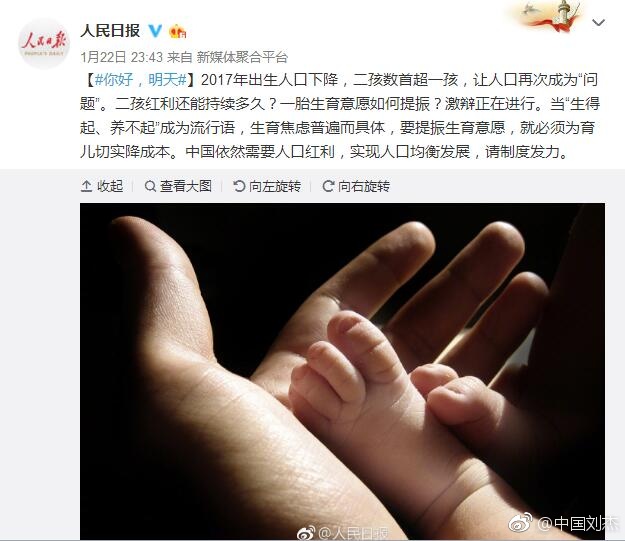 人民日报
人民日报
PEOPLE'S DAILY
1月22日 23:43 来自 新媒体聚合平台
【#你好，明天#】2017年出生人口下降，二孩数首超一孩，让人口再次成为“问
题”。二孩红利还能持续多久？一胎生育意愿如何提振？激辩正在进行。当“生得
起、养不起”成为流行语，生育焦虑普遍而具体，要提振生育意愿，就必须为育
儿切实降成本。中国依然需要人口红利，实现人口均衡发展，请制度发力。
收起
查看大图
向左旋转
向右旋转
@人民日报
@中国刘杰